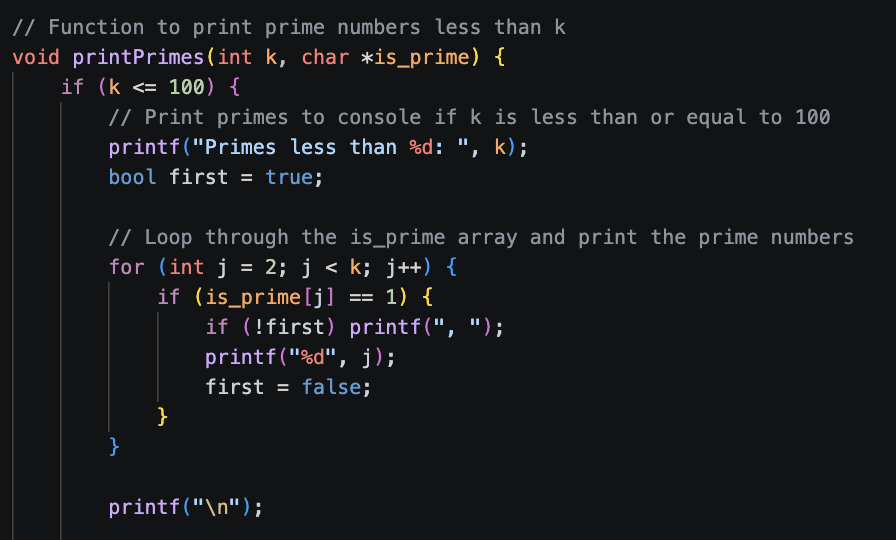 // Function to print prime numbers less than k
void printPrimes(int k, char *is_prime) {
    if (k <= 100) {
        // Print primes to console if k is less than or equal to 100
        printf("Primes less than %d: ", k);
        bool first = true;

        // Loop through the is_prime array and print the prime numbers
        for (int j = 2; j < k; j++) {
            if (is_prime[j] == 1) {
                if (!first) printf(", ");
                printf("%d", j);
                first = false;
            }
        }

        printf("\n");